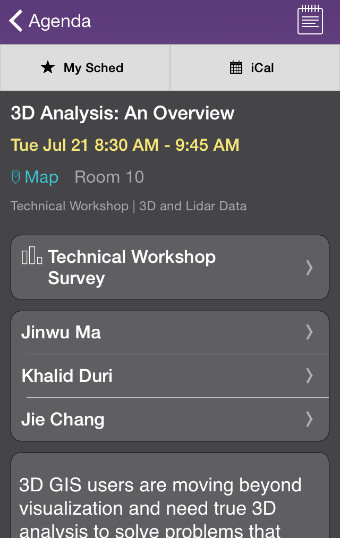 Agenda
My Sched
iCal
3D Analysis: An Overview
Tue Jul 21 8:30 AM - 9:45 AM
Map Room 10
Technical Workshop | 3D and Lidar Data
Technical Workshop
Survey
Jinwu Ma
Khalid Duri
Jie Chang
3D GIS users are moving beyond
visualization and need true 3D
analysis to solve problems that